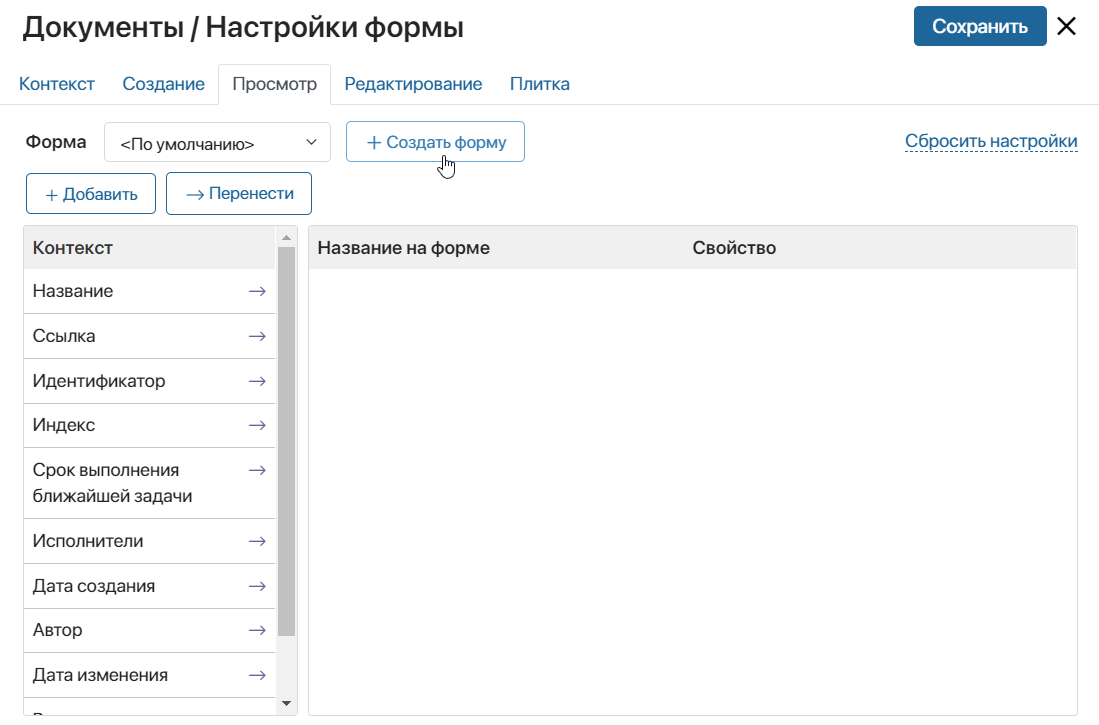 Документы / Настройки формы
Сохранить
Контекст Создание Просмотр Редактирование Плитка
Форма <По умолчанию> + Создать форму Сбросить настройки
+ Добавить → Перенести
Контекст Название на форме Свойство
Название →
Ссылка →
Идентификатор →
Индекс →
Срок выполнения →
ближайшей задачи
Исполнители →
Дата создания →
Автор →
Дата изменения →